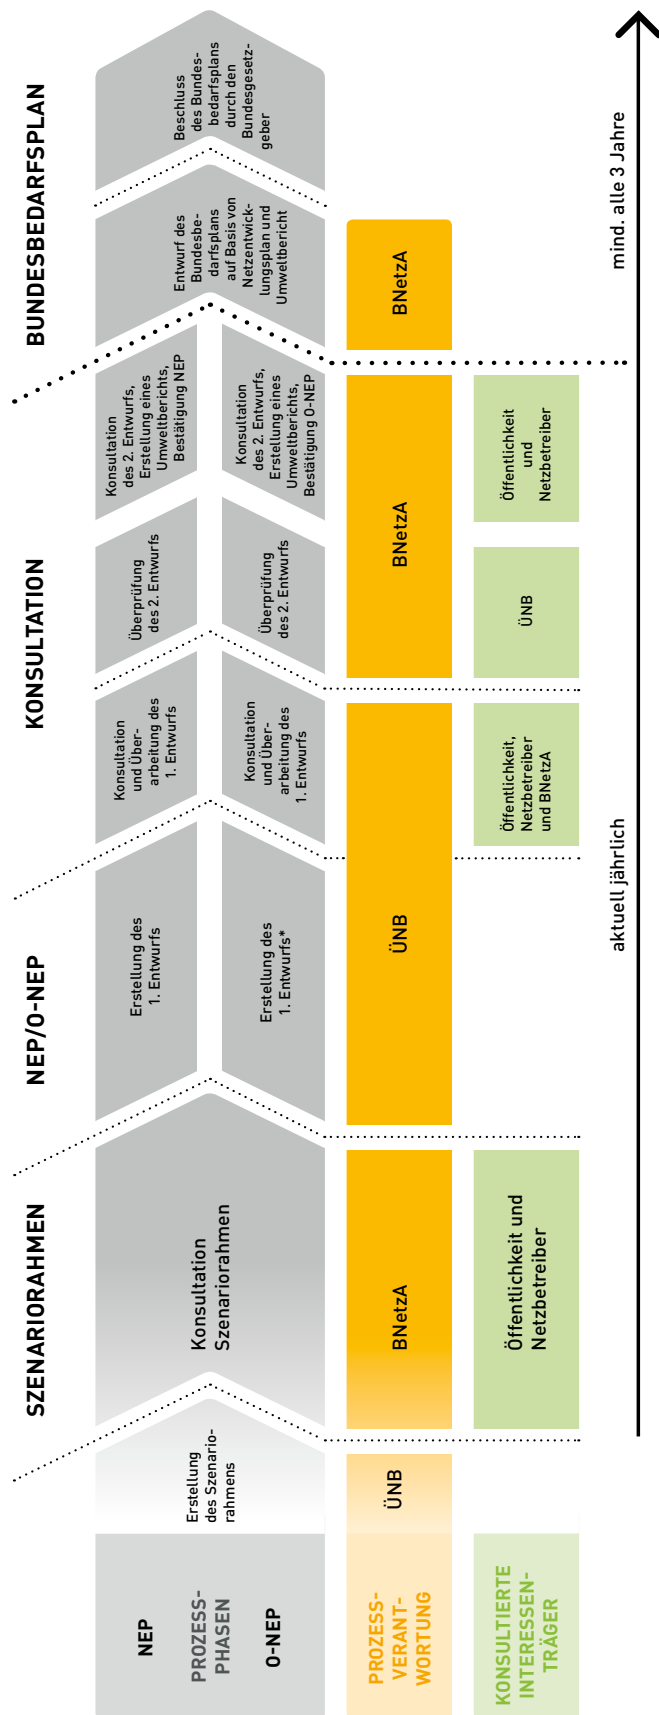 SZENARIORAHMEN
NEP/O-NEP
KONSULTATION
BUNDESBEDARFSPLAN
NEP
PROZESS-
PHASEN
O-NEP
Erstellung
des Szenario-
rahmens
Konsultation
Szenariorahmen
Erstellung des
1. Entwurfs
Erstellung des
1. Entwurfs*
Konsultation
und Über-
arbeitung des
1. Entwurfs
Konsultation
und Über-
arbeitung des
1. Entwurfs
Überprüfung
des 2. Entwurfs
Überprüfung
des 2. Entwurfs
Konsultation
des 2. Entwurfs,
Erstellung eines
Umweltberichts,
Bestätigung NEP
Konsultation
des 2. Entwurfs,
Erstellung eines
Umweltberichts,
Bestätigung O-NEP
Entwurf des
Bundesbe-
darfsplans
auf Basis von
Netzentwick-
lungsplan und
Umweltbericht
Beschluss
des Bundes-
bedarfsplans
durch den
Bundesgesetz-
geber
PROZESS-
VERANT-
WORTUNG
ÜNB
BNetzA
ÜNB
BNetzA
BNetzA
KONSULTIERTE
INTERESSEN-
TRÄGER
Öffentlichkeit und
Netzbetreiber
Öffentlichkeit,
Netzbetreiber
und BNetzA
ÜNB
Öffentlichkeit
und
Netzbetreiber
aktuell jährlich
mind. alle 3 Jahre